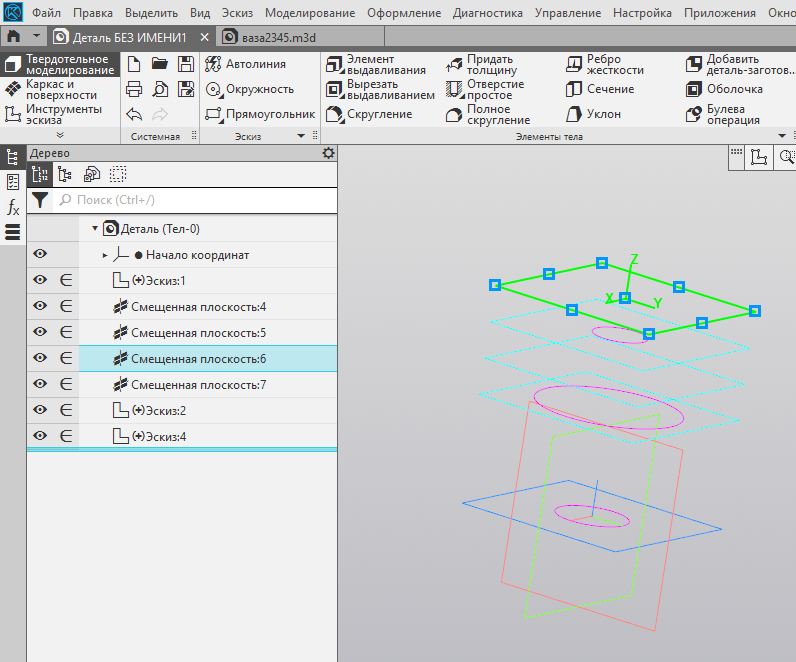 Файл Правка Выделить Вид Эскиз Моделирование Оформление Диагностика Управление Настройка Приложения Окно
Деталь БЕЗ ИМЕНИ1
ваза2345.m3d
Твердотельное
моделирование
Каркас и
поверхности
Инструменты
эскиза
Системная
Автолиния
Окружность
Прямоугольник
Эскиз
Элемент
выдавливания
Вырезать
выдавливанием
Скругление
Придать
толщину
Отверстие
простое
Полное
скругление
Ребро
жесткости
Сечение
Уклон
Добавить
деталь-заготов...
Оболочка
Булева
операция
Элементы тела
Дерево
Поиск (Ctrl+/)
Деталь (Тел-0)
Начало координат
(+)Эскиз:1
Смещенная плоскость:4
Смещенная плоскость:5
Смещенная плоскость:6
Смещенная плоскость:7
(+)Эскиз:2
(+)Эскиз:4
fx
Z
X
Y